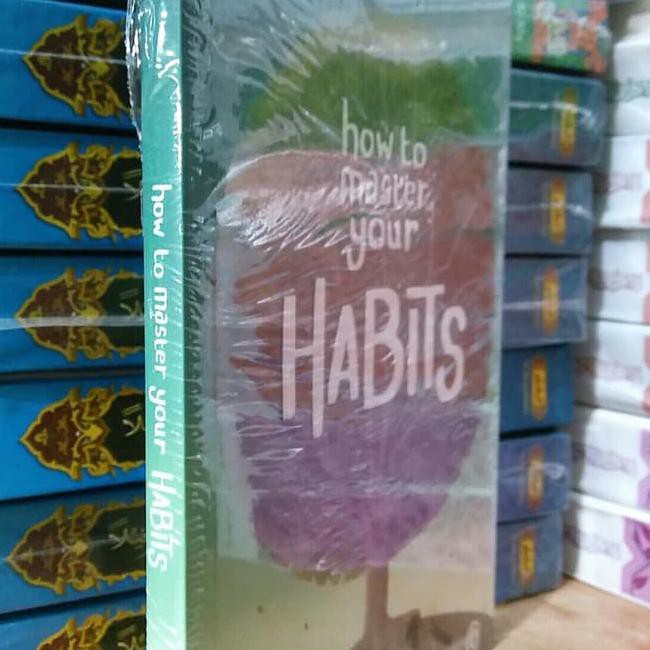 how to
master
your
HABITS
how to master your HABITS